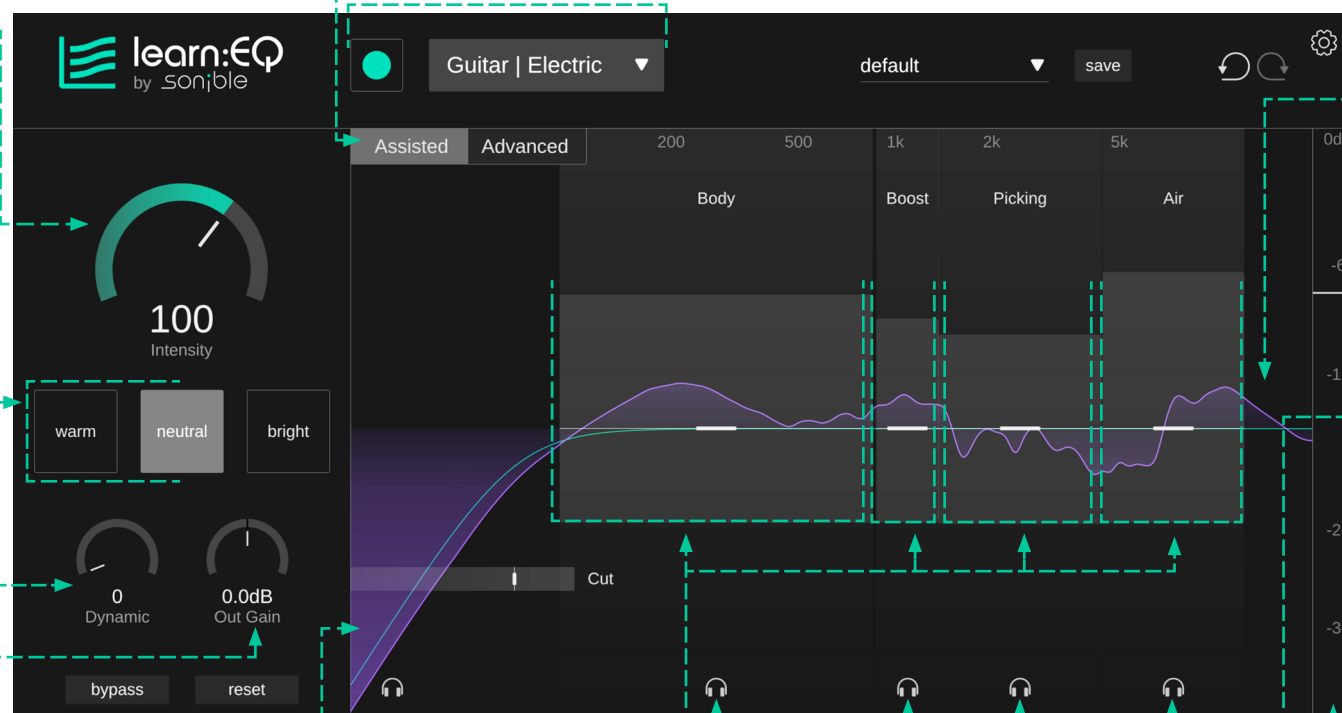 learn:EQ
by sonible
Guitar | Electric
default
save
Assisted
Advanced
200
500
1k
2k
5k
Body
Boost
Picking
Air
100
Intensity
warm
neutral
bright
Cut
0
Dynamic
0.0dB
Out Gain
bypass
reset